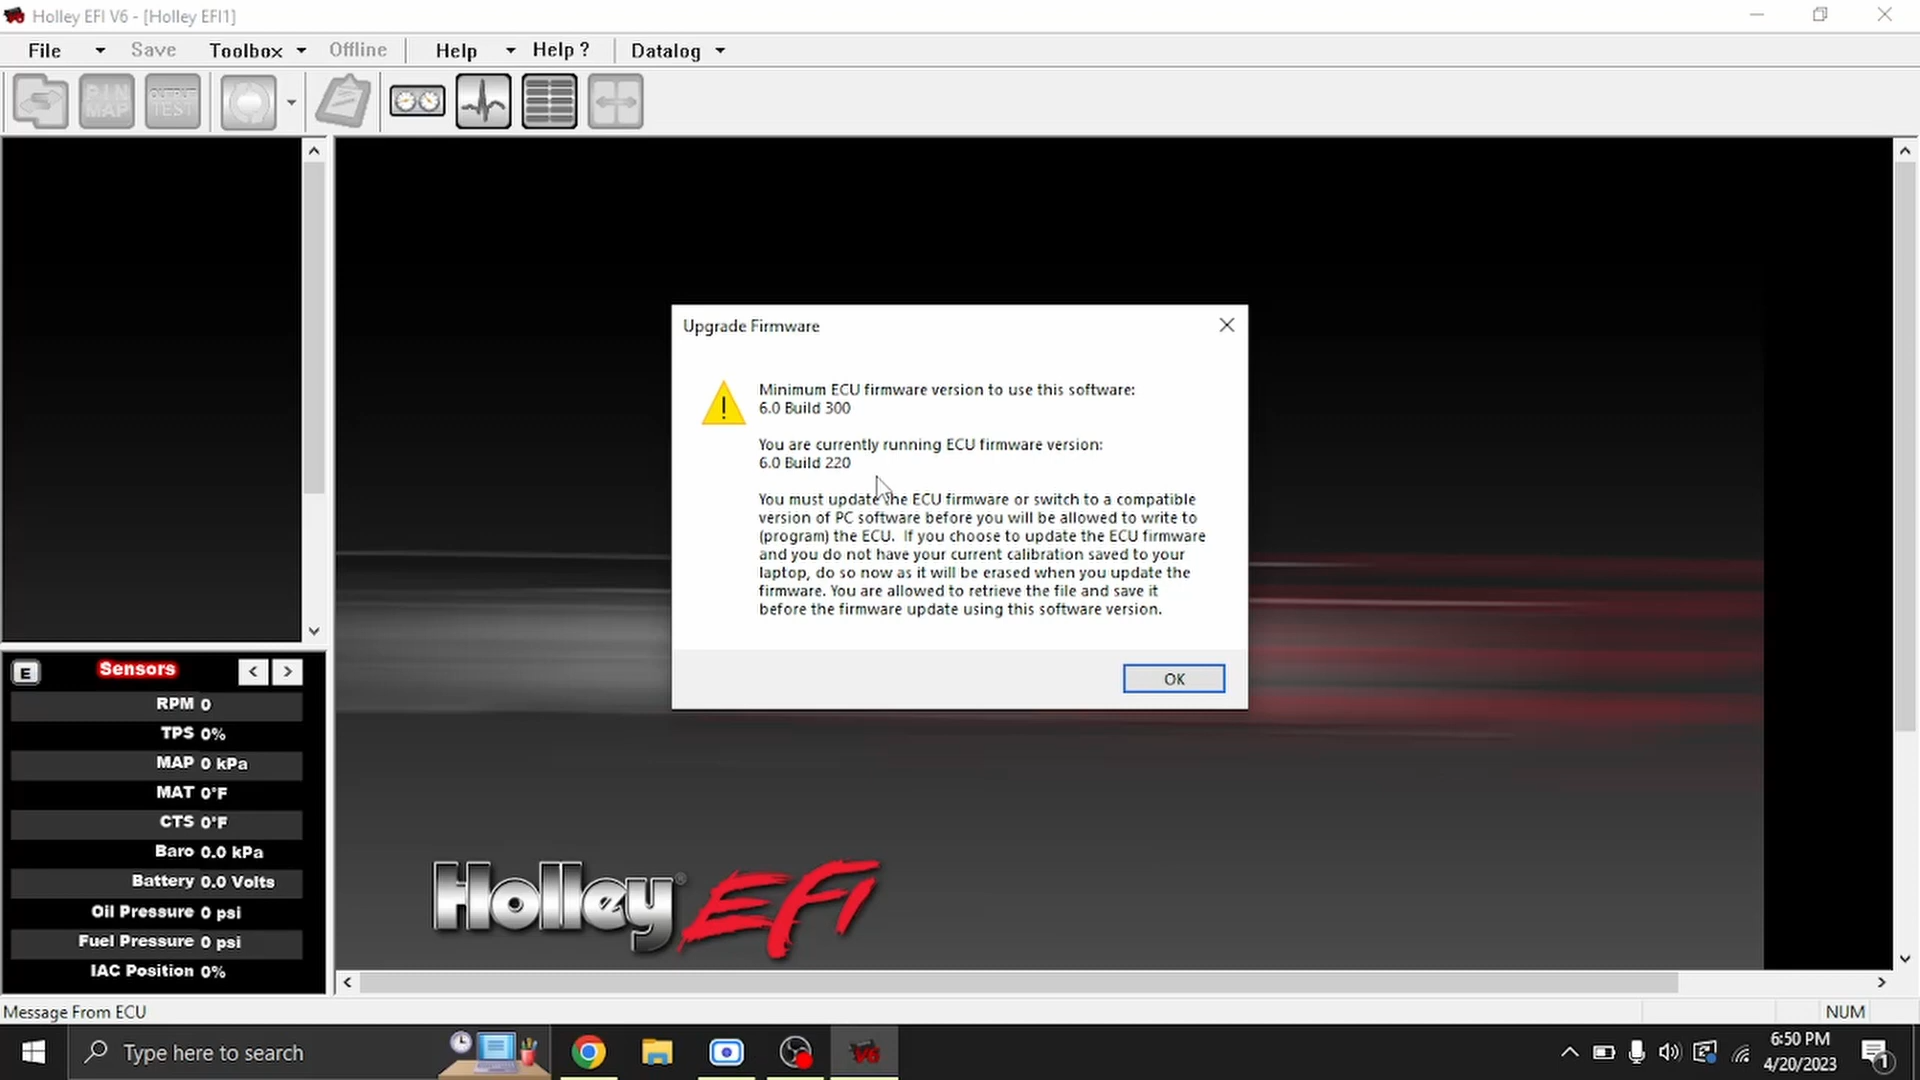 Holley EFI V6 - [Holley EFI1]
File Save Toolbox Offline Help Help ? Datalog
PIN MAP
OUTPUT TEST
Upgrade Firmware
Minimum ECU firmware version to use this software:
6.0 Build 300
You are currently running ECU firmware version:
6.0 Build 220
You must update the ECU firmware or switch to a compatible
version of PC software before you will be allowed to write to
(program) the ECU.  If you choose to update the ECU firmware
and you do not have your current calibration saved to your
laptop, do so now as it will be erased when you update the
firmware. You are allowed to retrieve the file and save it
before the firmware update using this software version.
OK
E Sensors < >
RPM 0
TPS 0%
MAP 0 kPa
MAT 0°F
CTS 0°F
Baro 0.0 kPa
Battery 0.0 Volts
Oil Pressure 0 psi
Fuel Pressure 0 psi
IAC Position 0%
Holley® EFI
Message From ECU
NUM
Type here to search
V6
6:50 PM
4/20/2023
1